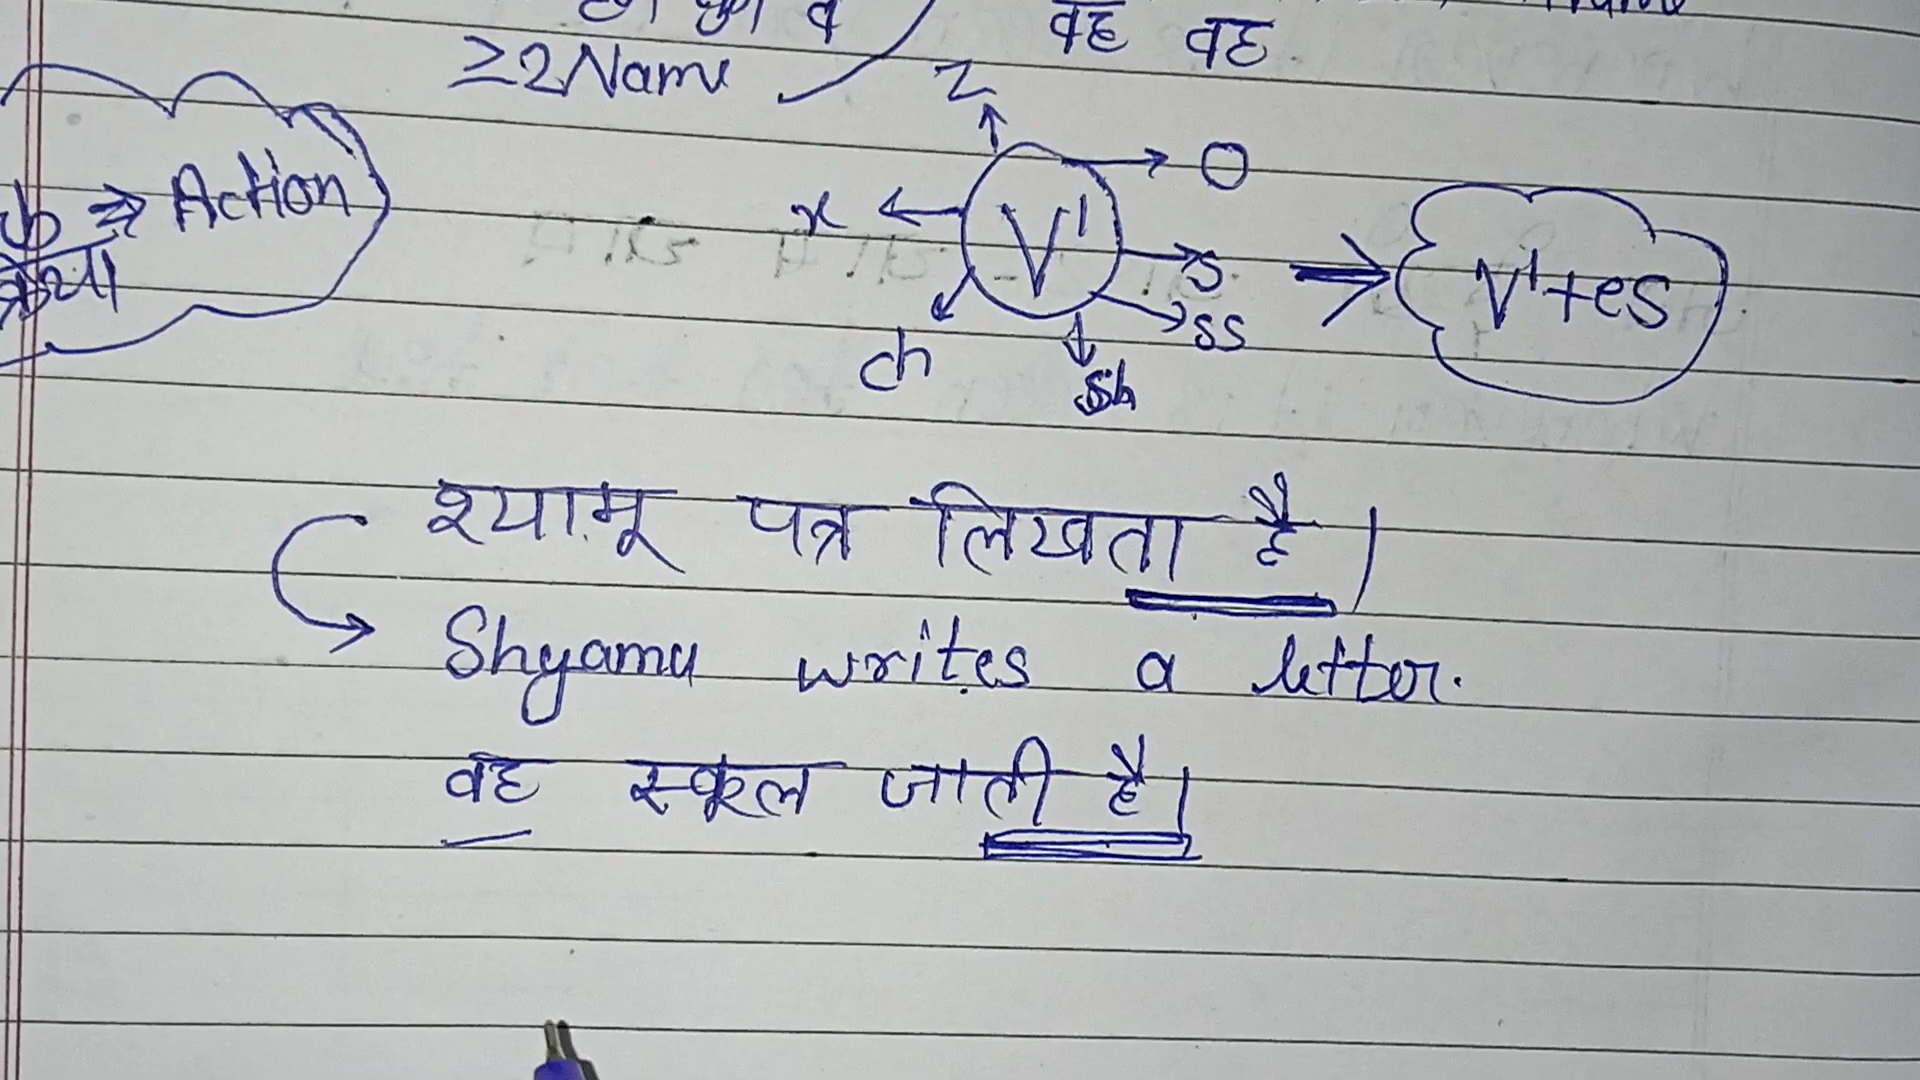 वह वह
≥2 Name
z
→ O
x ← V¹ → s ⇒ V¹+es
ss
ch
sh
⇒ Action
श्यामू पत्र लिखता है।
Shyamu writes a letter.
वह स्कूल जाती है।